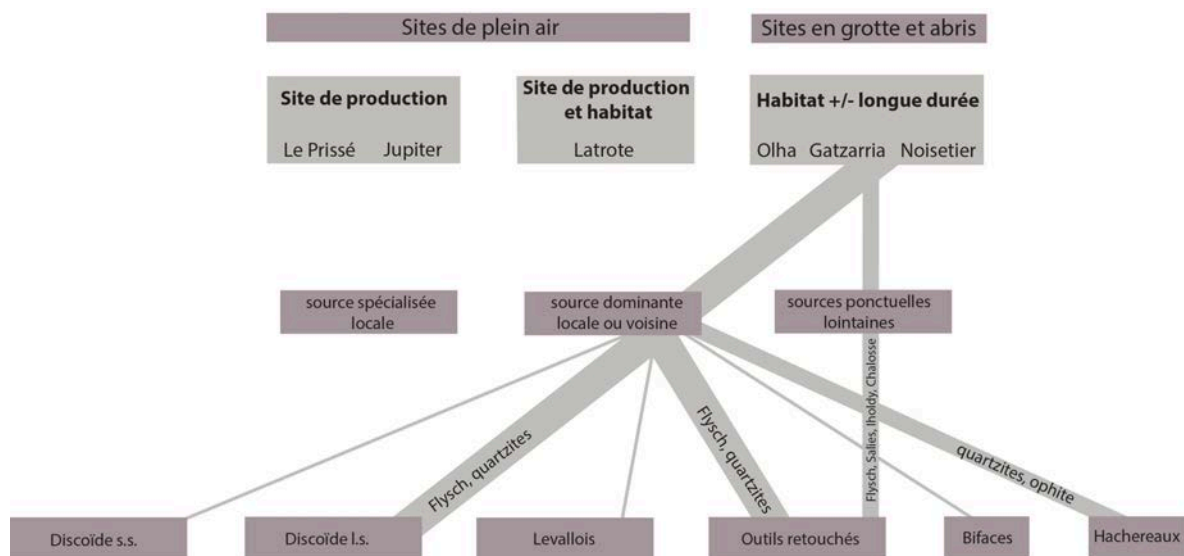 Sites de plein air
Sites en grotte et abris
Site de production
Le Prissé Jupiter
Site de production
et habitat
Latrote
Habitat +/- longue durée
Olha Gatzarria Noisetier
source spécialisée
locale
source dominante
locale ou voisine
sources ponctuelles
lointaines
Flysch, quartzites
Flysch, quartzites
Flysch, Salies, Iholdy, Chalosse
quartzites, ophite
Discoïde s.s.
Discoïde l.s.
Levallois
Outils retouchés
Bifaces
Hachereaux